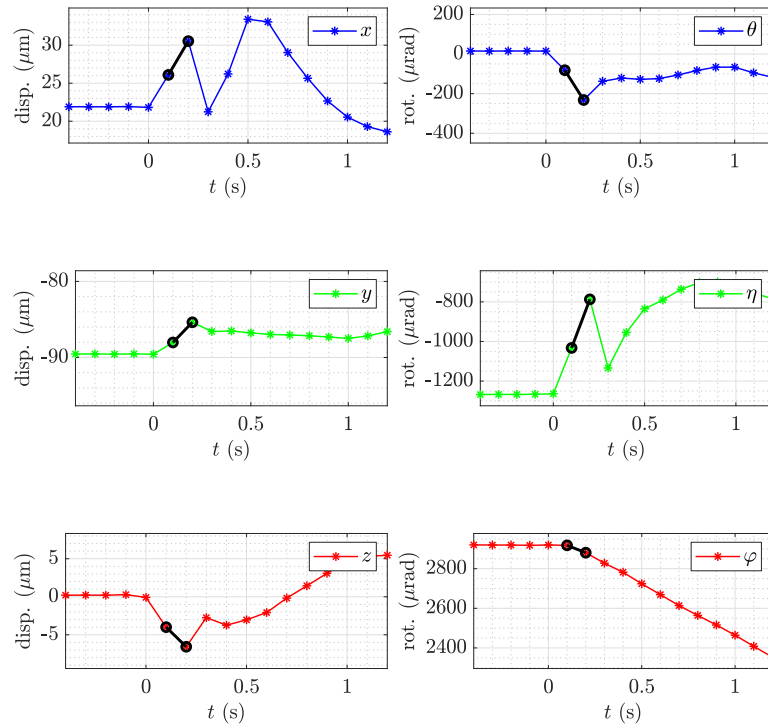 disp. (μm)
30
25
20
0
0.5
1
t (s)
x
rot. (μrad)
200
0
-200
-400
0
0.5
1
t (s)
θ
disp. (μm)
-80
-90
0
0.5
1
t (s)
y
rot. (μrad)
-800
-1000
-1200
0
0.5
1
t (s)
η
disp. (μm)
5
0
-5
0
0.5
1
t (s)
z
rot. (μrad)
2800
2600
2400
0
0.5
1
t (s)
φ